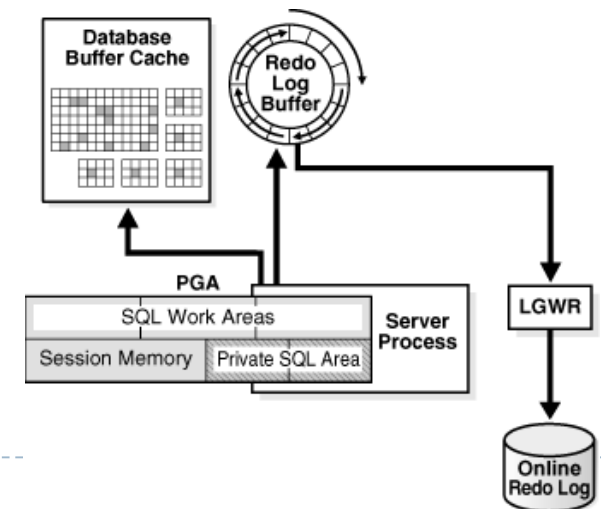 Database
Buffer Cache
Redo
Log
Buffer
PGA
SQL Work Areas
Session Memory
Private SQL Area
Server
Process
LGWR
Online
Redo Log